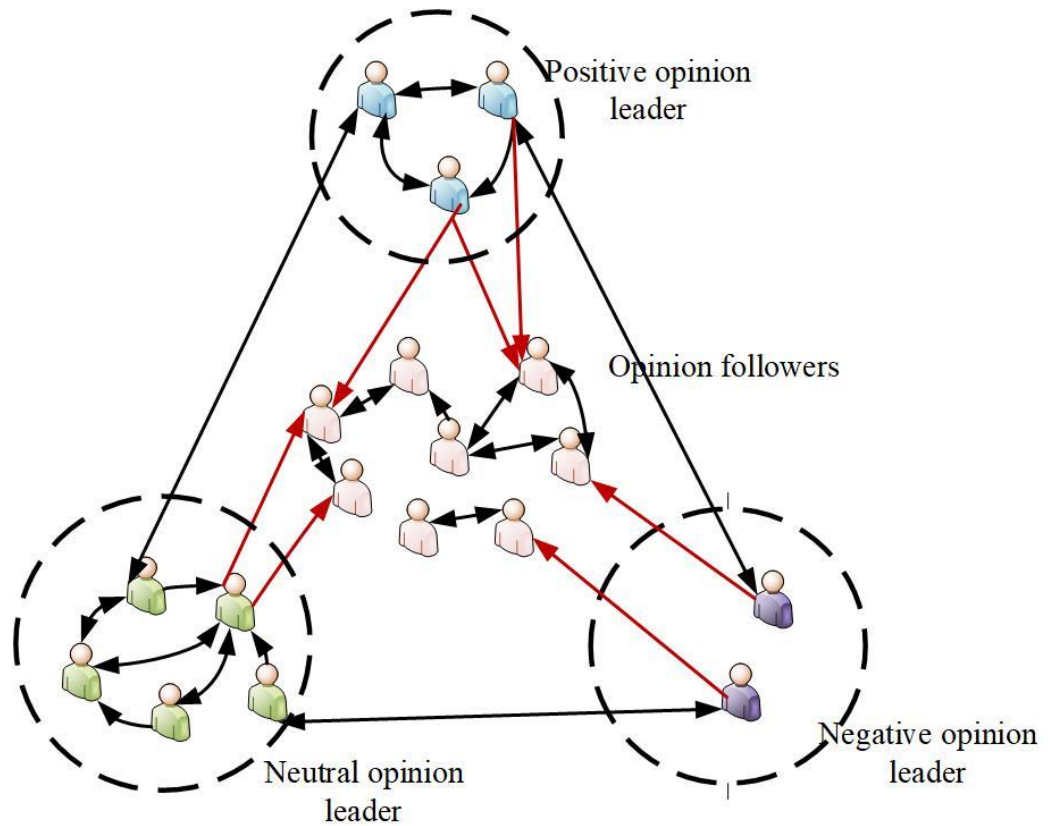 Positive opinion
leader
Opinion followers
Negative opinion
leader
Neutral opinion
leader